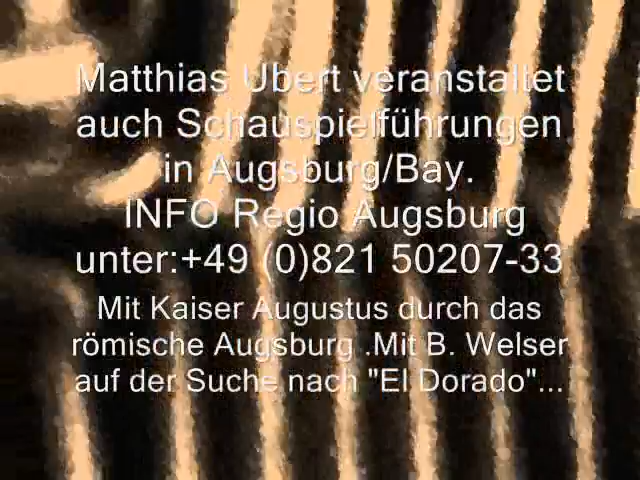 Matthias Ubert veranstaltet
auch Schauspielführungen
in Augsburg/Bay.
INFO Regio Augsburg
unter:+49 (0)821 50207-33
Mit Kaiser Augustus durch das
römische Augsburg .Mit B. Welser
auf der Suche nach "El Dorado"...